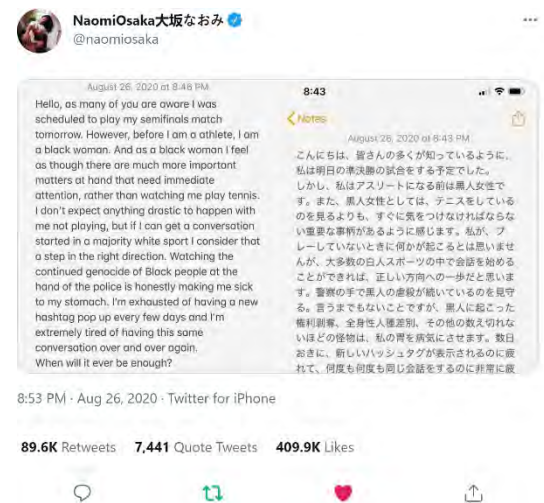 NaomiOsaka大坂なおみ
@naomiosaka
August 26, 2020 at 8:46 PM
Hello, as many of you are aware I was
scheduled to play my semifinals match
tomorrow. However, before I am a athlete, I am
a black woman. And as a black woman I feel
as though there are much more important
matters at hand that need immediate
attention, rather than watching me play tennis.
I don't expect anything drastic to happen with
me not playing, but if I can get a conversation
started in a majority white sport I consider that
a step in the right direction. Watching the
continued genocide of Black people at the
hand of the police is honestly making me sick
to my stomach. I'm exhausted of having a new
hashtag pop up every few days and I'm
extremely tired of having this same
conversation over and over again.
When will it ever be enough?
8:43
Notes
August 26, 2020 at 8:43 PM
こんにちは、皆さんの多くが知っているように、
私は明日の準決勝の試合をする予定でした。
しかし、私はアスリートになる前は黒人女性で
す。また、黒人女性としては、テニスをしている
のを見るよりも、すぐに気をつけなければならな
い重要な事柄があるように感じます。私が、プ
レーしていないときに何かが起こるとは思いませ
んが、大多数の白人スポーツの中で会話を始める
ことができれば、正しい方向への一歩だと思いま
す。警察の手で黒人の虐殺が続いているのを見守
る。言うまでもないことですが、黒人に起こった
権利剥奪、全身性人種差別、その他の数え切れな
いほどの怪物は、私の胃を病気にさせます。数日
おきに、新しいハッシュタグが表示されるのに疲
れて、何度も何度も同じ会話をするのに非常に疲
8:53 PM · Aug 26, 2020 · Twitter for iPhone
89.6K Retweets 7,441 Quote Tweets 409.9K Likes